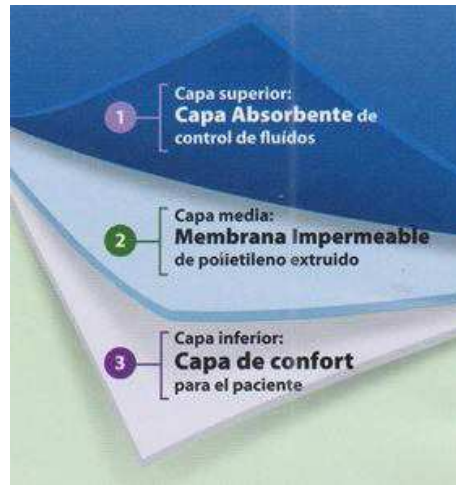 1
Capa superior:
Capa Absorbente de
control de fluídos
2
Capa media:
Membrana Impermeable
de poliietileno extruido
3
Capa inferior:
Capa de confort
para el paciente